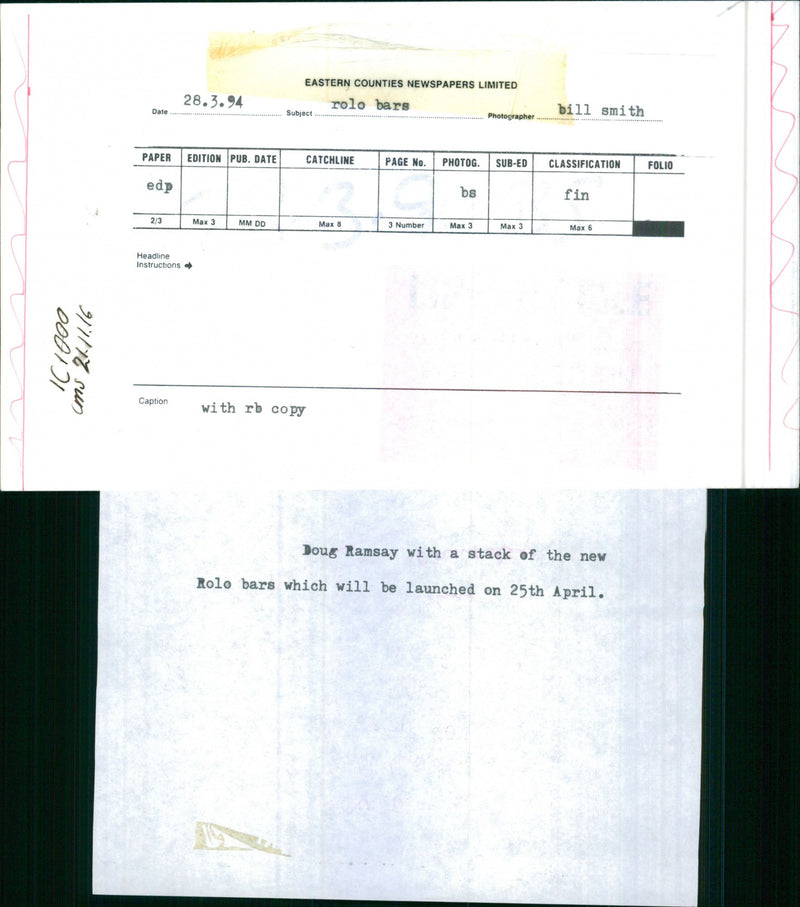 EASTERN COUNTIES NEWSPAPERS LIMITED
Date 28.3.94 Subject rolo bars Photographer bill smith
PAPER EDITION PUB. DATE CATCHLINE PAGE No. PHOTOG. SUB-ED CLASSIFICATION FOLIO
edp bs fin
2/3 Max 3 MM DD Max 8 3 Number Max 3 Max 3 Max 6
Headline
Instructions
IC1000
cms 21.11.16
Caption with rb copy
Doug Ramsay with a stack of the new
Rolo bars which will be launched on 25th April.